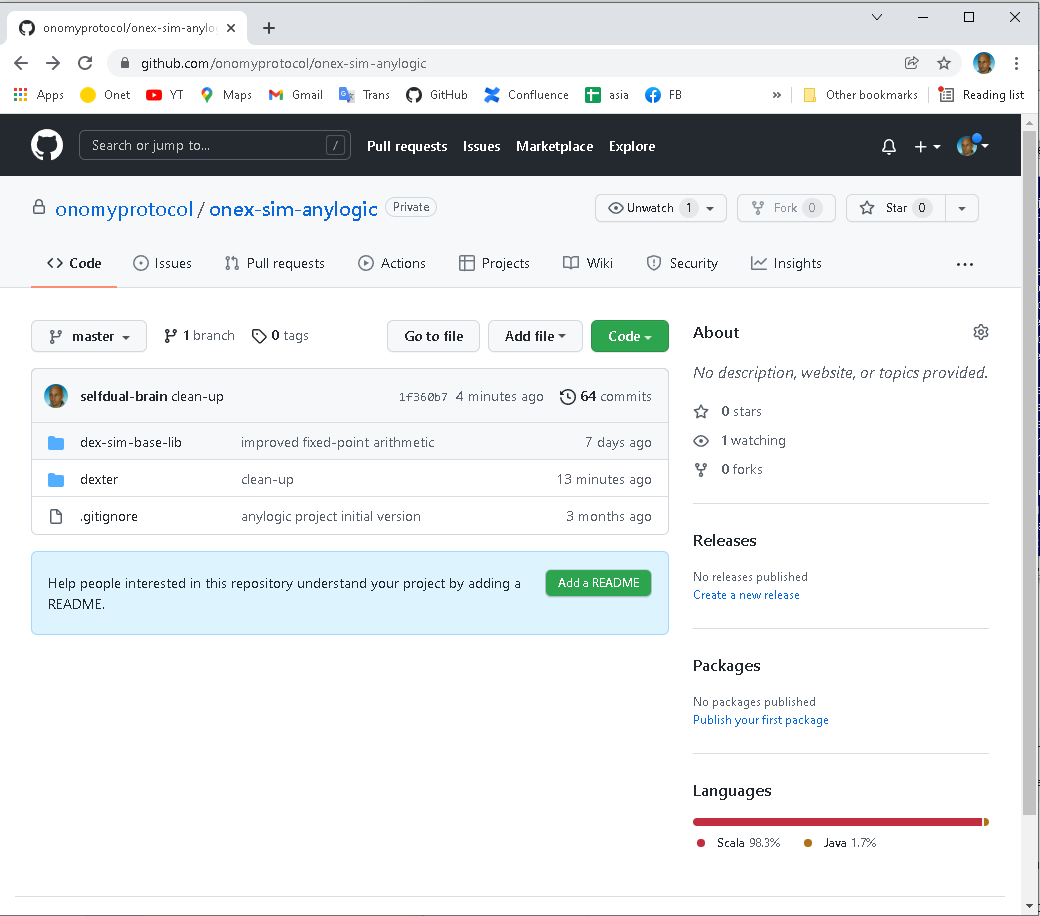 onomyprotocol/onex-sim-anylo
github.com/onomyprotocol/onex-sim-anylogic
Apps Onet YT Maps Gmail Trans GitHub Confluence asia FB » Other bookmarks Reading list
Search or jump to... / Pull requests Issues Marketplace Explore
onomyprotocol / onex-sim-anylogic Private Unwatch 1 Fork 0 Star 0
Code Issues Pull requests Actions Projects Wiki Security Insights
master 1 branch 0 tags Go to file Add file Code
selfdual-brain clean-up 1f360b7 4 minutes ago 64 commits
dex-sim-base-lib improved fixed-point arithmetic 7 days ago
dexter clean-up 13 minutes ago
.gitignore anylogic project initial version 3 months ago
Help people interested in this repository understand your project by adding a
README.
Add a README
About
No description, website, or topics provided.
0 stars
1 watching
0 forks
Releases
No releases published
Create a new release
Packages
No packages published
Publish your first package
Languages
Scala 98.3% Java 1.7%